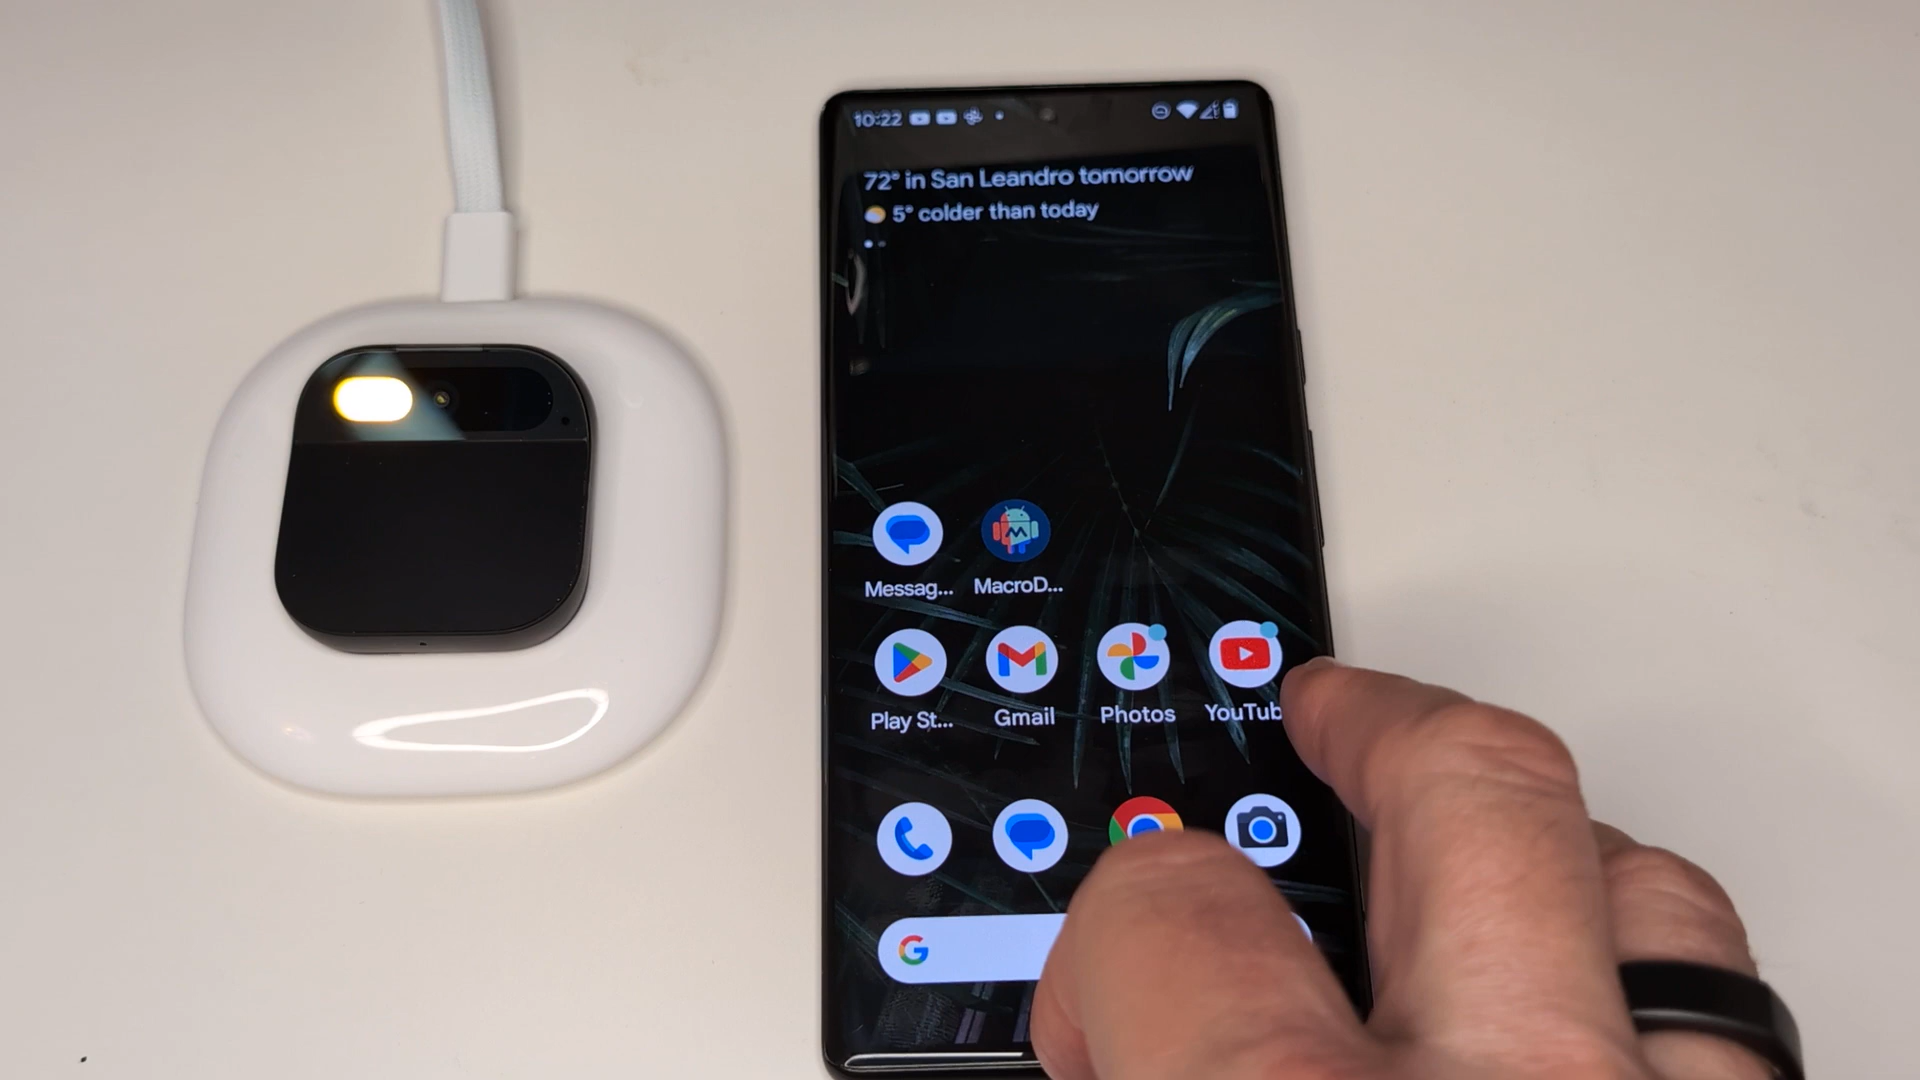 10:22
72° in San Leandro tomorrow
5° colder than today
Messag...
MacroD...
Play St...
Gmail
Photos
YouTub